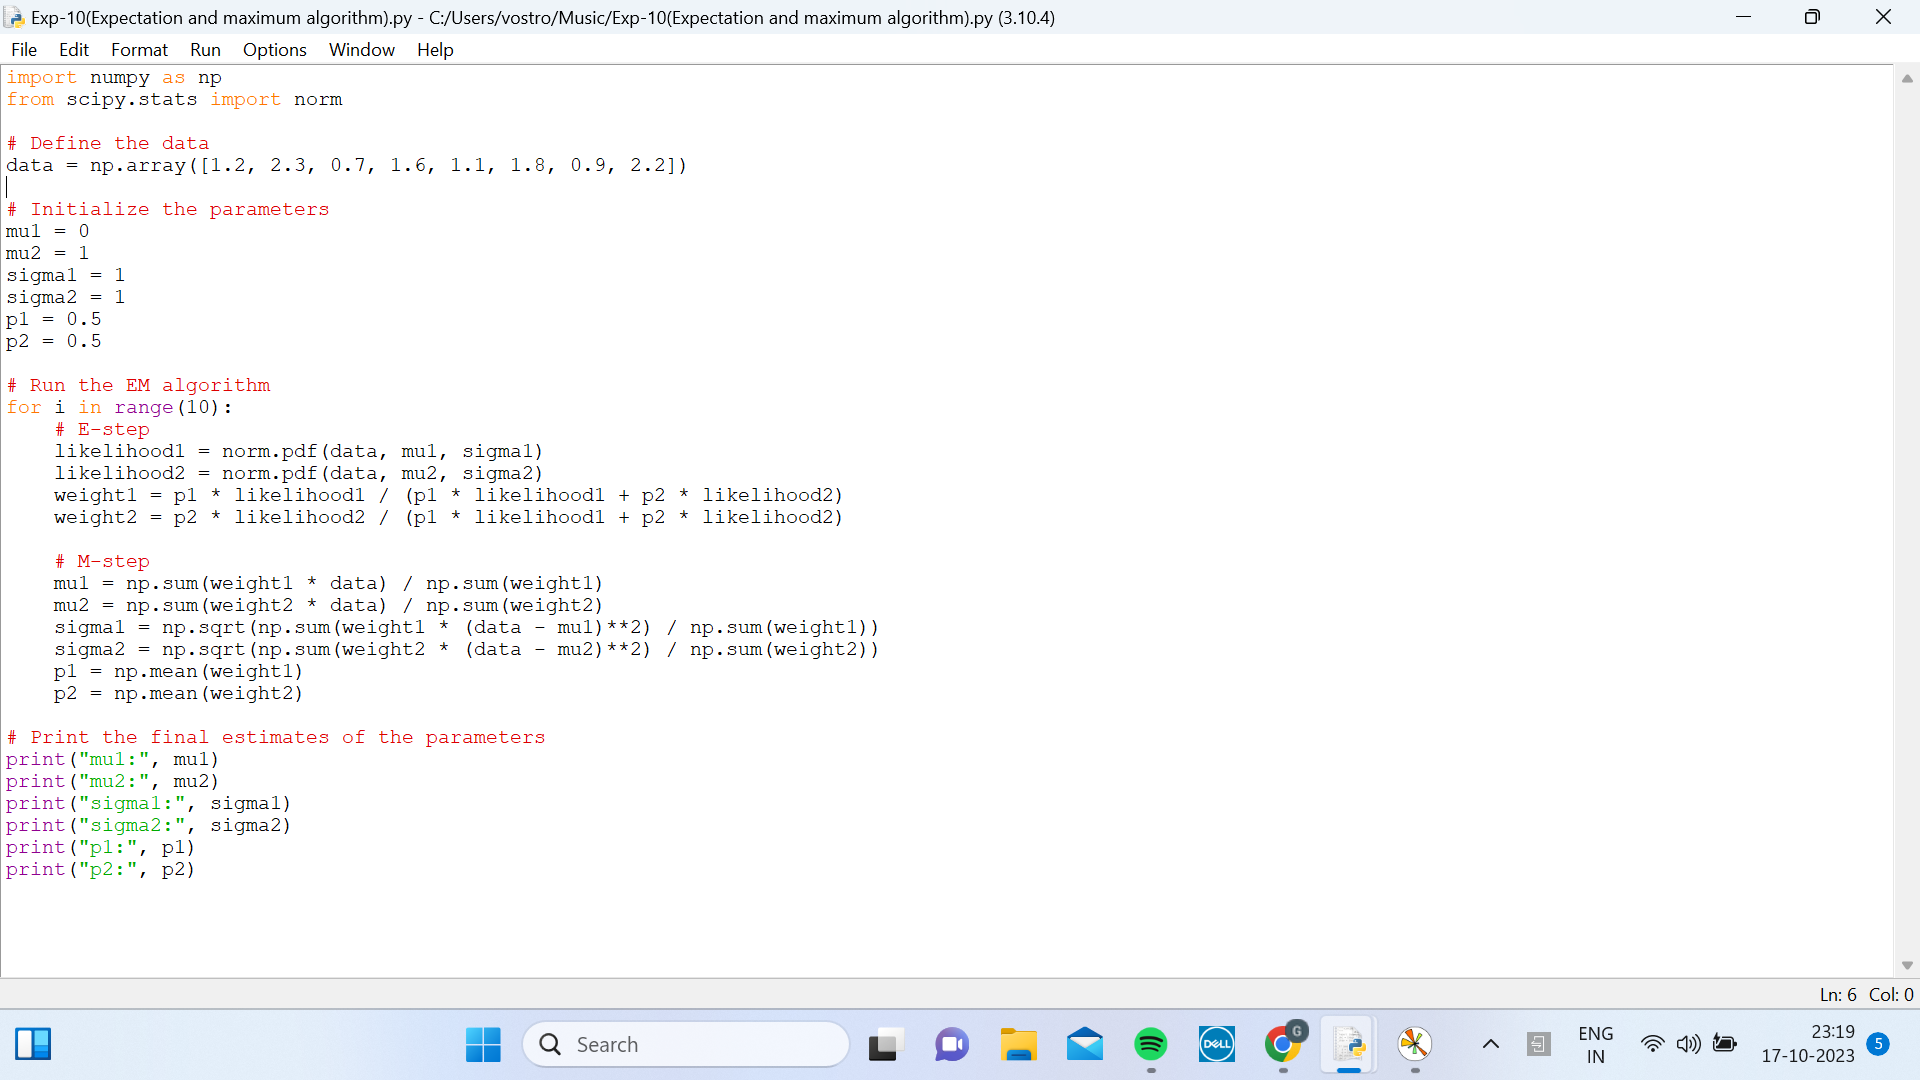 Exp-10(Expectation and maximum algorithm).py - C:/Users/vostro/Music/Exp-10(Expectation and maximum algorithm).py (3.10.4)
File Edit Format Run Options Window Help
import numpy as np
from scipy.stats import norm
# Define the data
data = np.array([1.2, 2.3, 0.7, 1.6, 1.1, 1.8, 0.9, 2.2])
# Initialize the parameters
mu1 = 0
mu2 = 1
sigma1 = 1
sigma2 = 1
p1 = 0.5
p2 = 0.5
# Run the EM algorithm
for i in range(10):
    # E-step
    likelihood1 = norm.pdf(data, mu1, sigma1)
    likelihood2 = norm.pdf(data, mu2, sigma2)
    weight1 = p1 * likelihood1 / (p1 * likelihood1 + p2 * likelihood2)
    weight2 = p2 * likelihood2 / (p1 * likelihood1 + p2 * likelihood2)
    # M-step
    mu1 = np.sum(weight1 * data) / np.sum(weight1)
    mu2 = np.sum(weight2 * data) / np.sum(weight2)
    sigma1 = np.sqrt(np.sum(weight1 * (data - mu1)**2) / np.sum(weight1))
    sigma2 = np.sqrt(np.sum(weight2 * (data - mu2)**2) / np.sum(weight2))
    p1 = np.mean(weight1)
    p2 = np.mean(weight2)
# Print the final estimates of the parameters
print("mu1:", mu1)
print("mu2:", mu2)
print("sigma1:", sigma1)
print("sigma2:", sigma2)
print("p1:", p1)
print("p2:", p2)
Ln: 6 Col: 0
Search
DELL
G
ENG
IN
23:19
17-10-2023
5